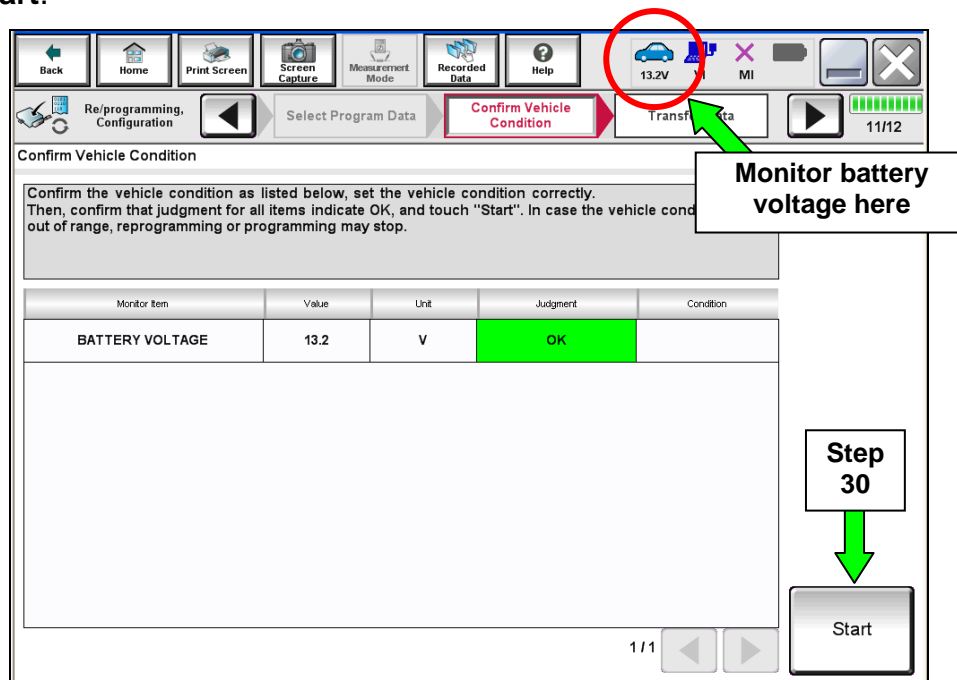 art.
Back
Home
Print Screen
Screen
Capture
Measurement
Mode
Recorded
Data
Help
13.2V
VI
MI
Re/programming,
Configuration
Select Program Data
Confirm Vehicle
Condition
11/12
Confirm Vehicle Condition
Monitor battery
voltage here
Confirm the vehicle condition as listed below, set the vehicle condition correctly.
Then, confirm that judgment for all items indicate OK, and touch "Start". In case the vehicle
out of range, reprogramming or programming may stop.
Monitor Item
Value
Unit
Judgment
Condition
BATTERY VOLTAGE
13.2
V
OK
Step
30
Start
1/1